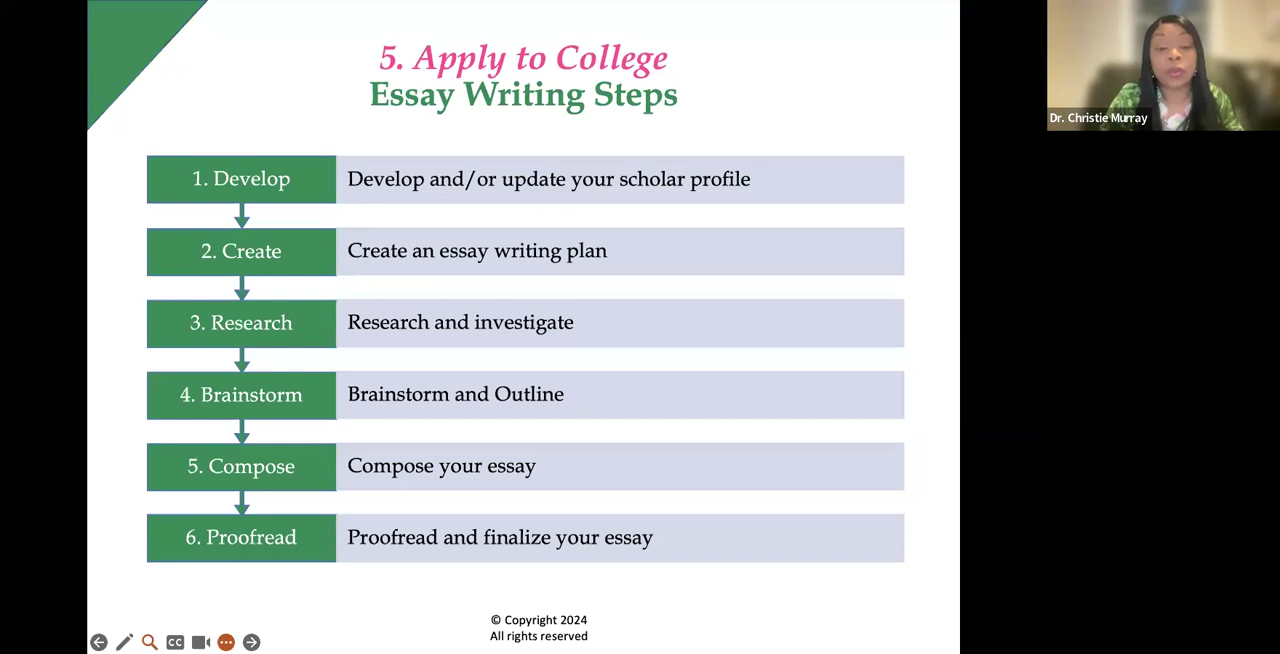 5. Apply to College
Essay Writing Steps
Dr. Christie Murray
1. Develop
Develop and/or update your scholar profile
2. Create
Create an essay writing plan
3. Research
Research and investigate
4. Brainstorm
Brainstorm and Outline
5. Compose
Compose your essay
6. Proofread
Proofread and finalize your essay
© Copyright 2024
All rights reserved
CC